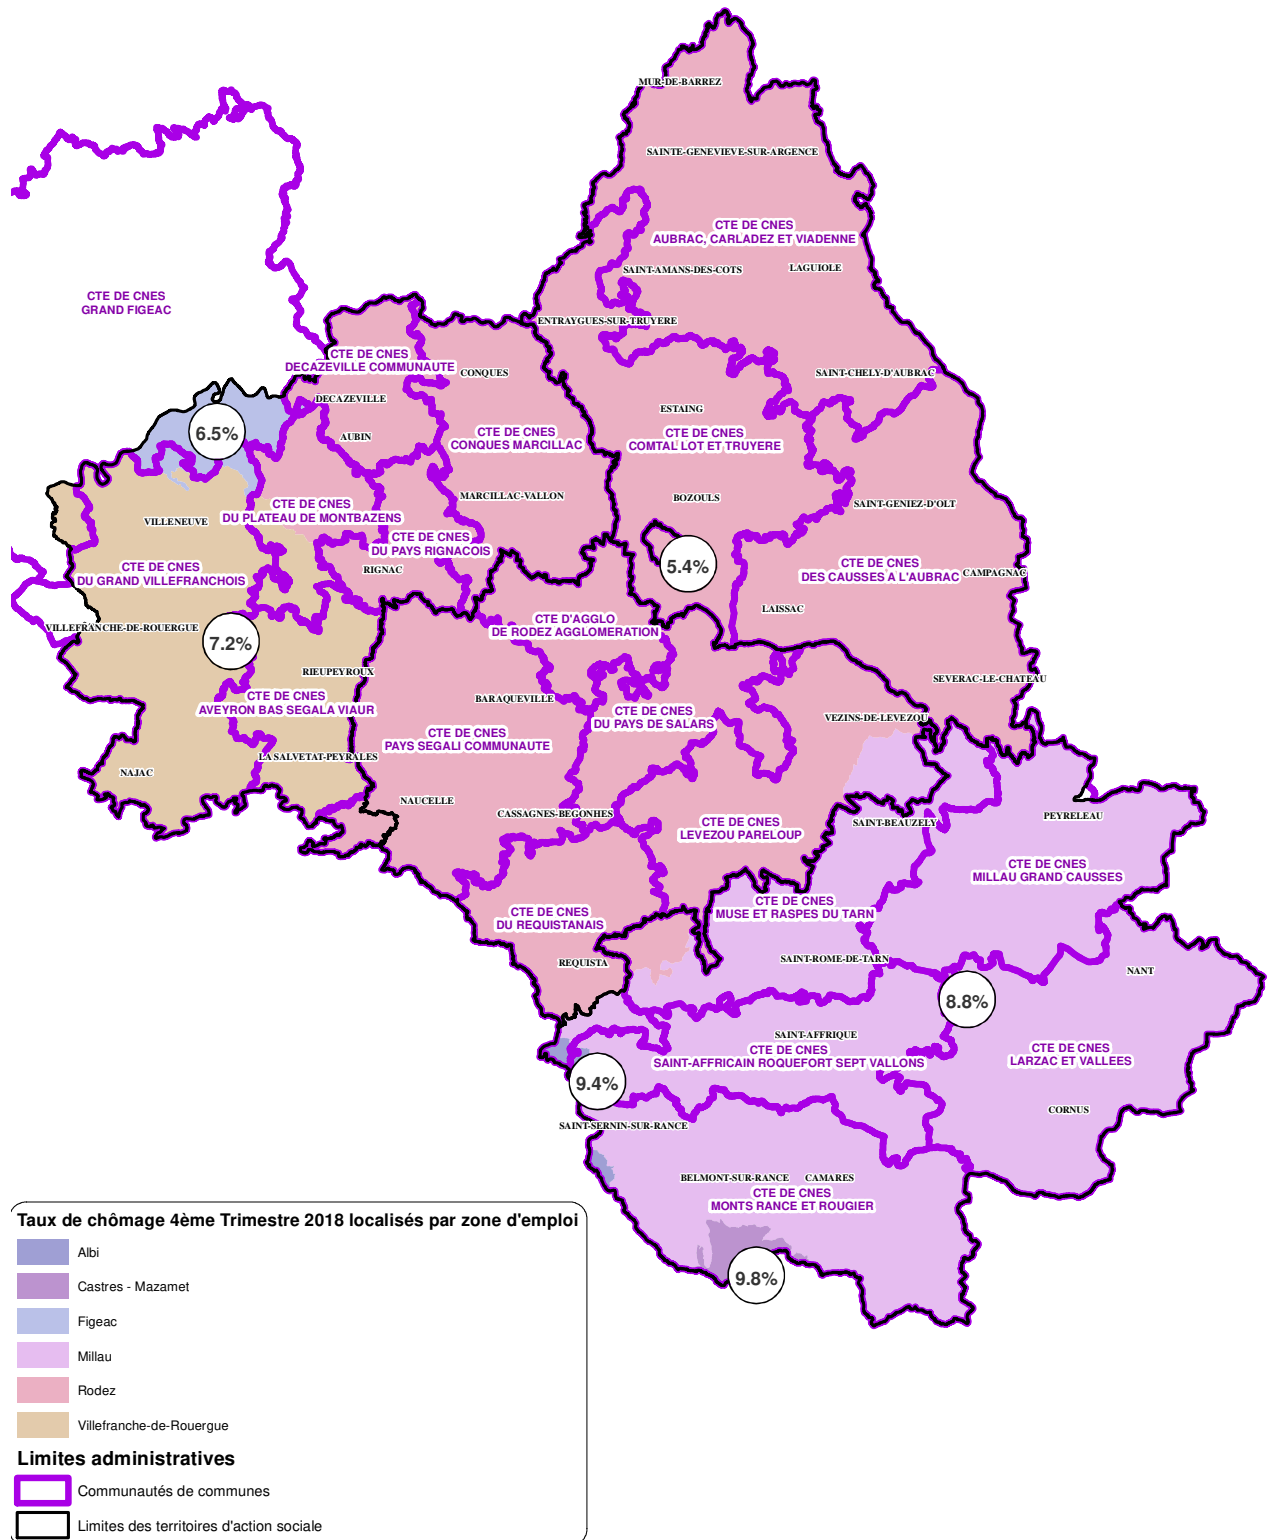 MUR-DE-BARREZ
SAINTE-GENEVIEVE-SUR-ARGENCE
CTE DE CNES
AUBRAC, CARLADEZ ET VIADENNE
SAINT-AMANS-DES-COTS
LAGUIOLE
CTE DE CNES
GRAND FIGEAC
ENTRAYGUES-SUR-TRUYERE
CTE DE CNES
DECAZEVILLE COMMUNAUTE
CONQUES
SAINT-CHELY-D'AUBRAC
DECAZEVILLE
ESTAING
6.5%
AUBIN
CTE DE CNES
CONQUES MARCILLAC
CTE DE CNES
COMTAL LOT ET TRUYERE
MARCILLAC-VALLON
BOZOULS
SAINT-GENIEZ-D'OLT
VILLENEUVE
CTE DE CNES
DU PLATEAU DE MONTBAZENS
CTE DE CNES
DU PAYS RIGNACOIS
5.4%
CTE DE CNES
DES CAUSSES A L'AUBRAC
CAMPAGNAC
CTE DE CNES
DU GRAND VILLEFRANCHOIS
RIGNAC
LAISSAC
VILLEFRANCHE-DE-ROUERGUE
7.2%
CTE D'AGGLO
DE RODEZ AGGLOMERATION
RIEUPEYROUX
SEVERAC-LE-CHATEAU
CTE DE CNES
AVEYRON BAS SEGALA VIAUR
BARAQUEVILLE
CTE DE CNES
DU PAYS DE SALARS
VEZINS-DE-LEVEZOU
CTE DE CNES
PAYS SEGALI COMMUNAUTE
LA SALVETAT-PEYRALES
NAJAC
NAUCELLE
CASSAGNES-BEGONHES
CTE DE CNES
LEVEZOU PARELOUP
SAINT-BEAUZELY
PEYRELEAU
CTE DE CNES
MILLAU GRAND CAUSSES
CTE DE CNES
MUSE ET RASPES DU TARN
CTE DE CNES
DU REQUISTANAIS
REQUISTA
SAINT-ROME-DE-TARN
NANT
8.8%
SAINT-AFFRIQUE
CTE DE CNES
SAINT-AFFRICAIN ROQUEFORT SEPT VALLONS
CTE DE CNES
LARZAC ET VALLEES
9.4%
CORNUS
SAINT-SERNIN-SUR-RANCE
BELMONT-SUR-RANCE
CAMARES
CTE DE CNES
MONTS RANCE ET ROUGIER
9.8%
Taux de chômage 4ème Trimestre 2018 localisés par zone d'emploi
Albi
Castres - Mazamet
Figeac
Millau
Rodez
Villefranche-de-Rouergue
Limites administratives
Communautés de communes
Limites des territoires d'action sociale